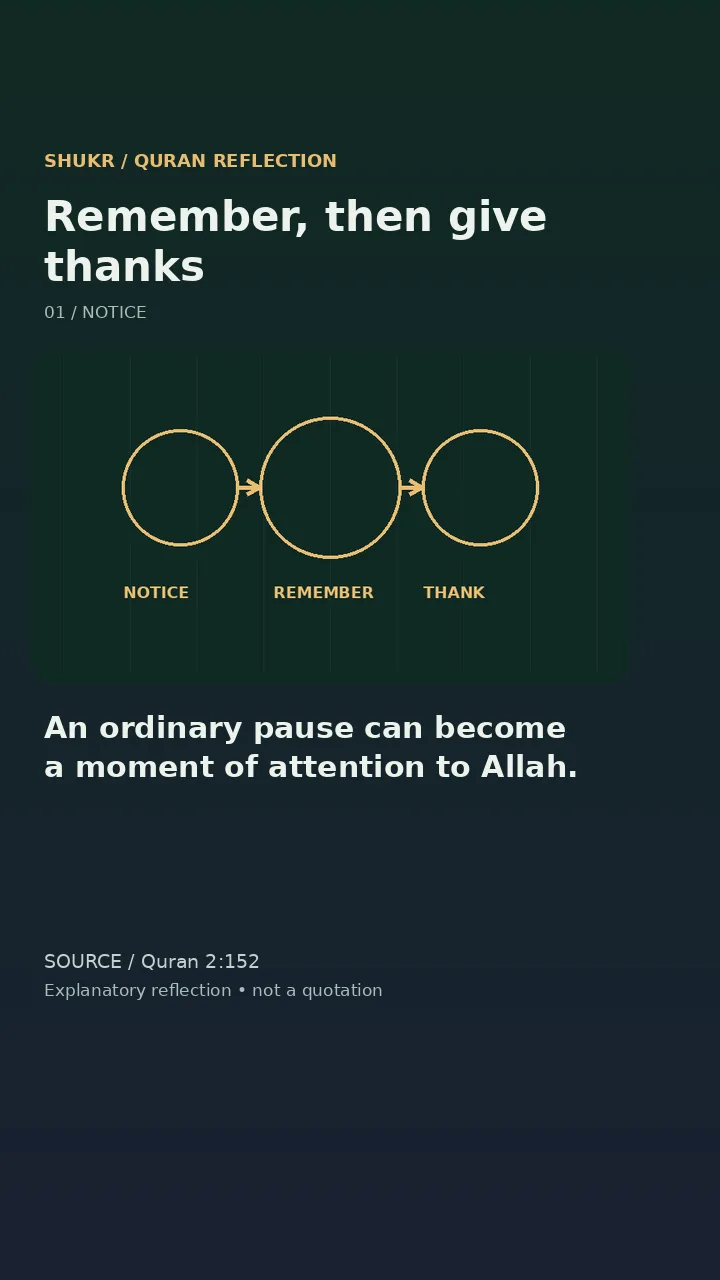 SHUKR / QURAN REFLECTION
Remember, then give
thanks
01 / NOTICE
NOTICE
REMEMBER
THANK
An ordinary pause can become
a moment of attention to Allah.
SOURCE / Quran 2:152
Explanatory reflection • not a quotation